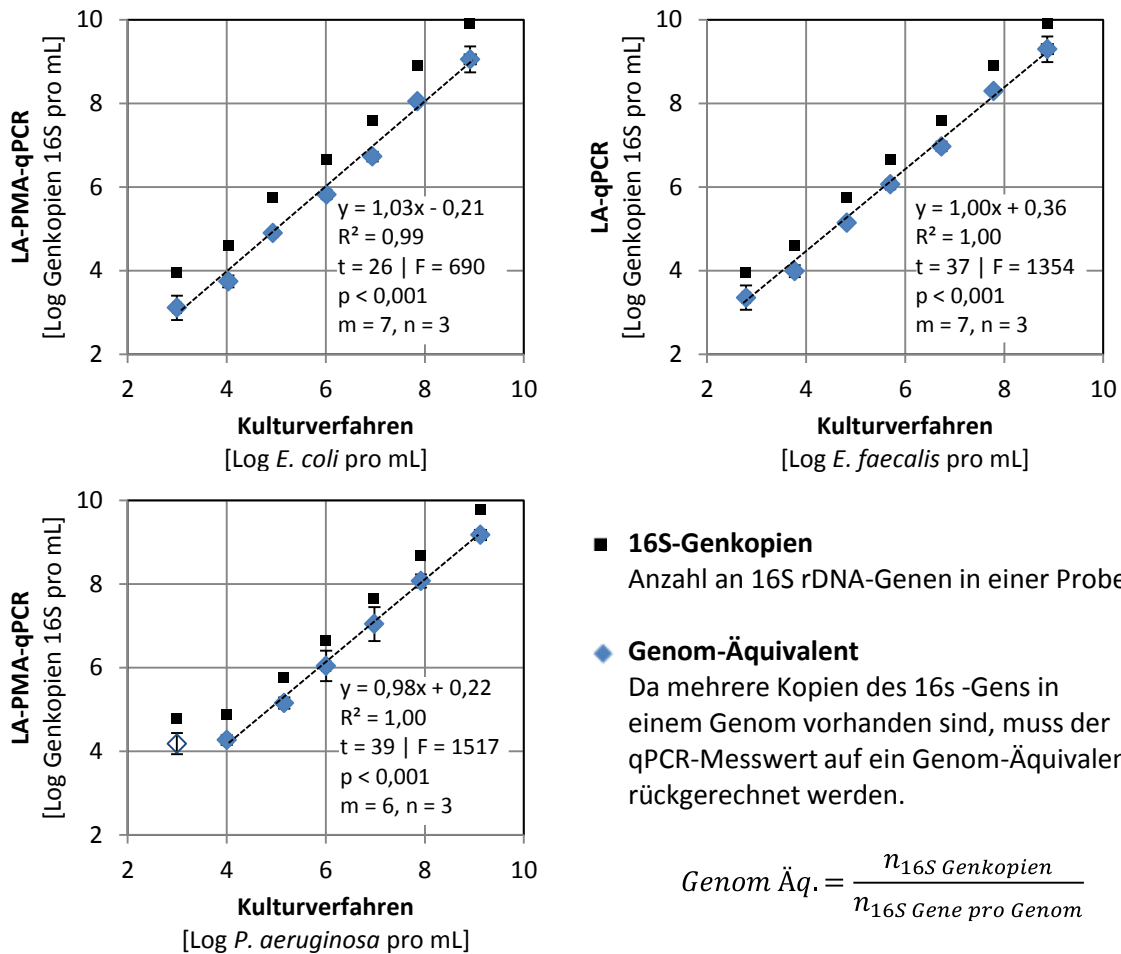 LA-PMA-qPCR
[Log Genkopien 16S pro mL]
10
8
6
4
2
y = 1,03x - 0,21
R² = 0,99
t = 26 | F = 690
p < 0,001
m = 7, n = 3
2 4 6 8 10
Kulturverfahren
[Log E. coli pro mL]
LA-qPCR
[Log Genkopien 16S pro mL]
10
8
6
4
2
y = 1,00x + 0,36
R² = 1,00
t = 37 | F = 1354
p < 0,001
m = 7, n = 3
2 4 6 8 10
Kulturverfahren
[Log E. faecalis pro mL]
LA-PMA-qPCR
[Log Genkopien 16S pro mL]
10
8
6
4
2
y = 0,98x + 0,22
R² = 1,00
t = 39 | F = 1517
p < 0,001
m = 6, n = 3
2 4 6 8 10
Kulturverfahren
[Log P. aeruginosa pro mL]
16S-Genkopien
Anzahl an 16S rDNA-Genen in einer Probe
Genom-Äquivalent
Da mehrere Kopien des 16s -Gens in
einem Genom vorhanden sind, muss der
qPCR-Messwert auf ein Genom-Äquivalen
rückgerechnet werden.
Genom Äq. = n16S Genkopien / n16S Gene pro Genom